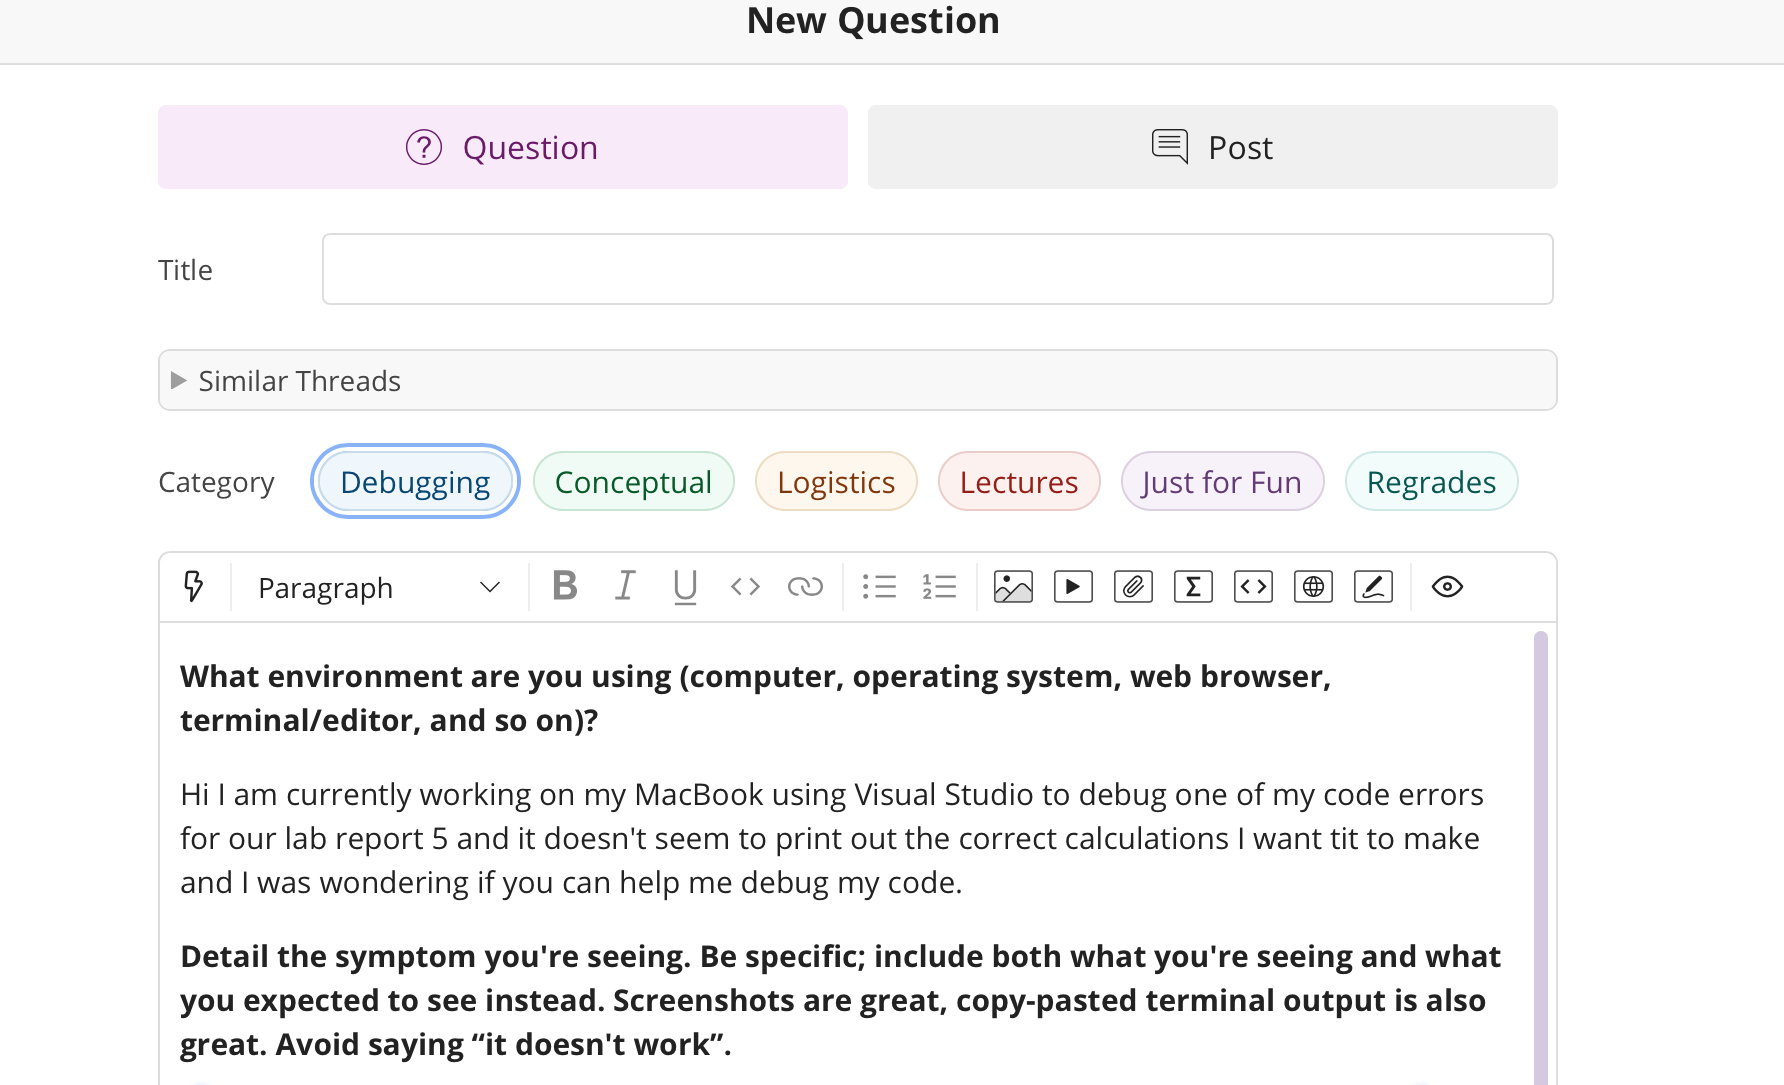 New Question
Question
Post
Title
Similar Threads
Category Debugging Conceptual Logistics Lectures Just for Fun Regrades
Paragraph
What environment are you using (computer, operating system, web browser,
terminal/editor, and so on)?
Hi I am currently working on my MacBook using Visual Studio to debug one of my code errors
for our lab report 5 and it doesn't seem to print out the correct calculations I want tit to make
and I was wondering if you can help me debug my code.
Detail the symptom you're seeing. Be specific; include both what you're seeing and what
you expected to see instead. Screenshots are great, copy-pasted terminal output is also
great. Avoid saying “it doesn't work”.